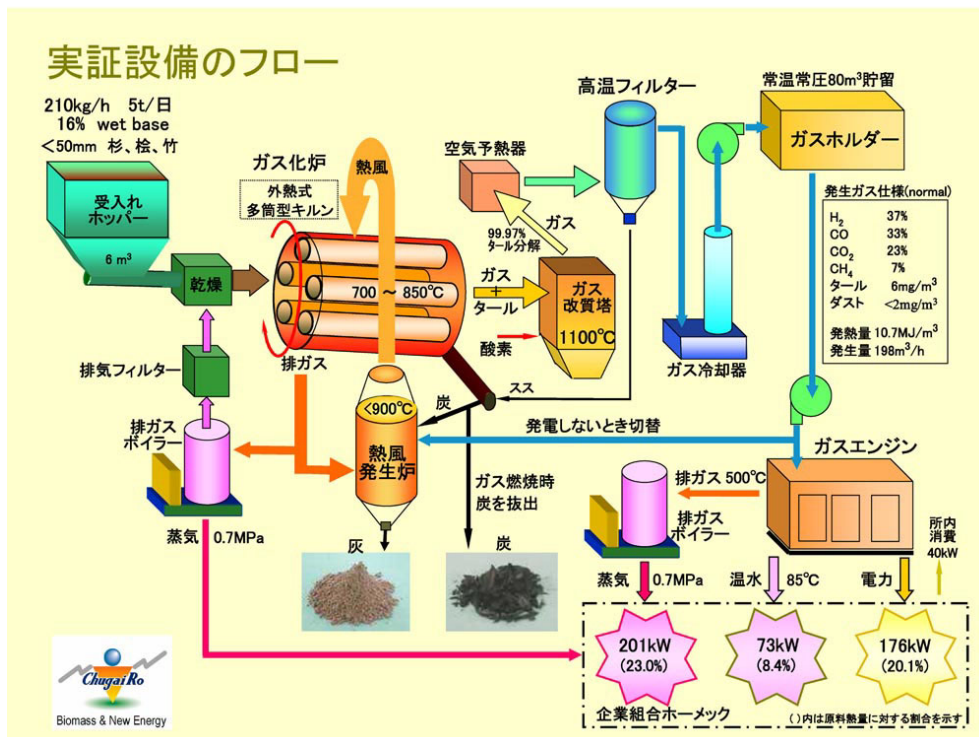 実証設備のフロー
210kg/h 5t/日
16% wet base
<50mm 杉、桧、竹
受入れ
ホッパー
6 m³
乾燥
排気フィルター
排ガス
ボイラー
蒸気 0.7MPa
ガス化炉
外熱式
多筒型キルン
熱風
700 ～ 850℃
排ガス
ガス
+
タール
酸素
ガス
改質塔
1100℃
99.97%
タール分解
ガス
空気予熱器
高温フィルター
スス
炭
<900℃
熱風
発生炉
灰
炭
ガス燃焼時
炭を抜出
ガス冷却器
常温常圧80m³貯留
ガスホルダー
発生ガス仕様(normal)
H₂ 37%
CO 33%
CO₂ 23%
CH₄ 7%
タール 6mg/m³
ダスト <2mg/m³
発熱量 10.7MJ/m³
発生量 198m³/h
発電しないとき切替
ガスエンジン
排ガス 500℃
排ガス
ボイラー
所内
消費
40kW
蒸気 0.7MPa
温水 85℃
電力
201kW
(23.0%)
73kW
(8.4%)
176kW
(20.1%)
企業組合ホーメック
( )内は原料熱量に対する割合を示す
ChugaiRo
Biomass & New Energy